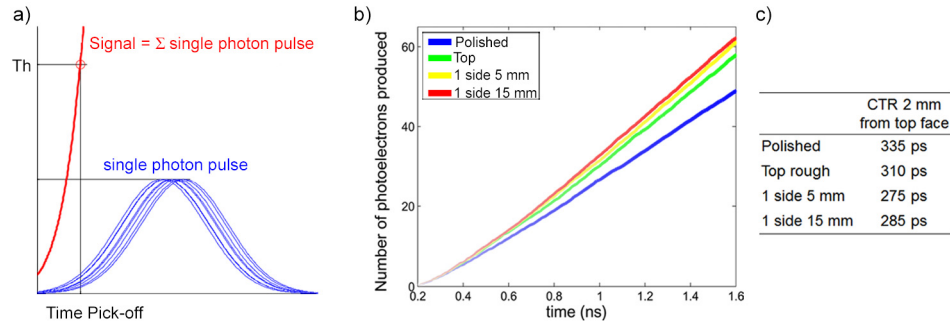 a)
Signal = Σ single photon pulse
Th
single photon pulse
Time Pick-off
b)
Number of photoelectrons produced
60
40
20
0
Polished
Top
1 side 5 mm
1 side 15 mm
0.2 0.4 0.6 0.8 1 1.2 1.4 1.6
time (ns)
c)
CTR 2 mm
from top face
Polished 335 ps
Top rough 310 ps
1 side 5 mm 275 ps
1 side 15 mm 285 ps